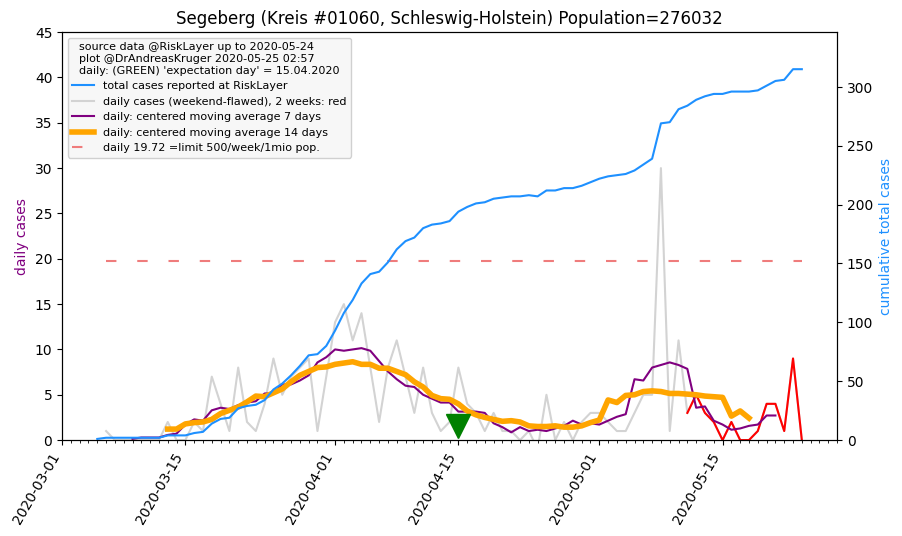 Segeberg (Kreis #01060, Schleswig-Holstein) Population=276032
source data @RiskLayer up to 2020-05-24
plot @DrAndreasKruger 2020-05-25 02:57
daily: (GREEN) 'expectation day' = 15.04.2020
total cases reported at RiskLayer
daily cases (weekend-flawed), 2 weeks: red
daily: centered moving average 7 days
daily: centered moving average 14 days
daily 19.72 =limit 500/week/1mio pop.
daily cases
45
40
35
30
25
20
15
10
5
0
cumulative total cases
300
250
200
150
100
50
0
2020-03-01
2020-03-15
2020-04-01
2020-04-15
2020-05-01
2020-05-15